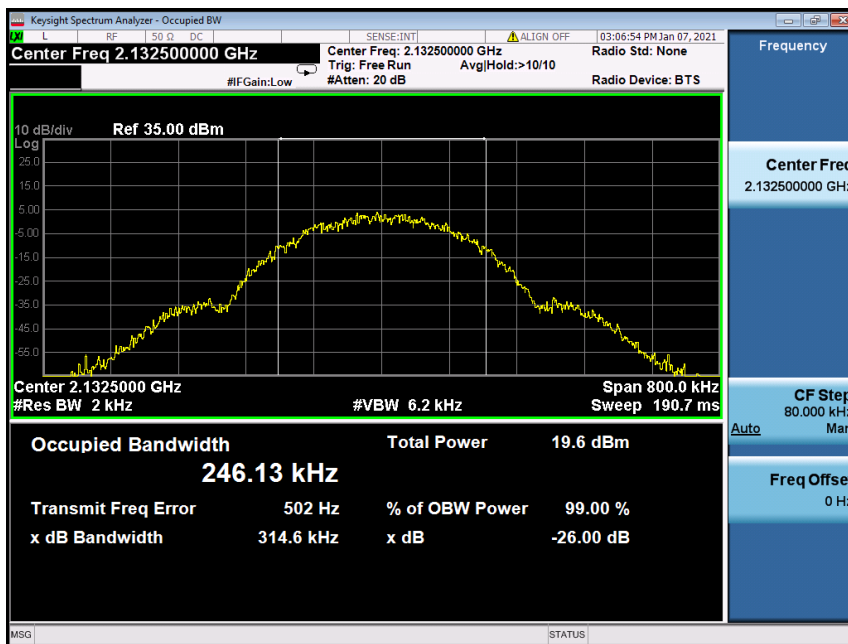 Keysight Spectrum Analyzer - Occupied BW
LXI L RF 50 Ω DC SENSE:INT ALIGN OFF 03:06:54 PM Jan 07, 2021
Center Freq 2.132500000 GHz
Center Freq: 2.132500000 GHz
Radio Std: None
Trig: Free Run Avg|Hold:>10/10
#IFGain:Low #Atten: 20 dB Radio Device: BTS
Frequency
10 dB/div Ref 35.00 dBm
Log
25.0
15.0
5.00
-5.00
-15.0
-25.0
-35.0
-45.0
-55.0
Center 2.1325000 GHz Span 800.0 kHz
#Res BW 2 kHz #VBW 6.2 kHz Sweep 190.7 ms
Occupied Bandwidth Total Power 19.6 dBm
246.13 kHz
Transmit Freq Error 502 Hz % of OBW Power 99.00 %
x dB Bandwidth 314.6 kHz x dB -26.00 dB
Center Freq
2.132500000 GHz
CF Step
80.000 kHz
Auto Man
Freq Offse
0 Hz
MSG STATUS